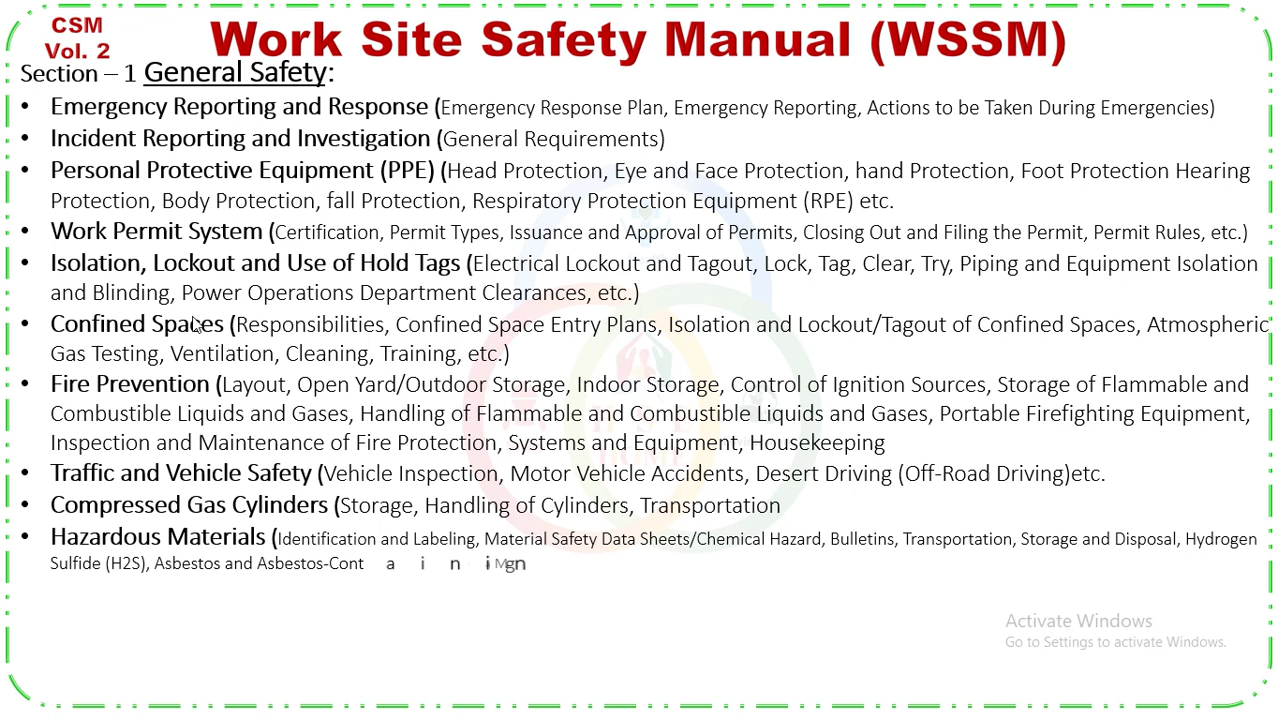 CSM
Vol. 2
Work Site Safety Manual (WSSM)
Section – 1 General Safety:
• Emergency Reporting and Response (Emergency Response Plan, Emergency Reporting, Actions to be Taken During Emergencies)
• Incident Reporting and Investigation (General Requirements)
• Personal Protective Equipment (PPE) (Head Protection, Eye and Face Protection, hand Protection, Foot Protection Hearing
Protection, Body Protection, fall Protection, Respiratory Protection Equipment (RPE) etc.
• Work Permit System (Certification, Permit Types, Issuance and Approval of Permits, Closing Out and Filing the Permit, Permit Rules, etc.)
• Isolation, Lockout and Use of Hold Tags (Electrical Lockout and Tagout, Lock, Tag, Clear, Try, Piping and Equipment Isolation
and Blinding, Power Operations Department Clearances, etc.)
• Confined Spaces (Responsibilities, Confined Space Entry Plans, Isolation and Lockout/Tagout of Confined Spaces, Atmospheric
Gas Testing, Ventilation, Cleaning, Training, etc.)
• Fire Prevention (Layout, Open Yard/Outdoor Storage, Indoor Storage, Control of Ignition Sources, Storage of Flammable and
Combustible Liquids and Gases, Handling of Flammable and Combustible Liquids and Gases, Portable Firefighting Equipment,
Inspection and Maintenance of Fire Protection, Systems and Equipment, Housekeeping
• Traffic and Vehicle Safety (Vehicle Inspection, Motor Vehicle Accidents, Desert Driving (Off-Road Driving)etc.
• Compressed Gas Cylinders (Storage, Handling of Cylinders, Transportation
• Hazardous Materials (Identification and Labeling, Material Safety Data Sheets/Chemical Hazard, Bulletins, Transportation, Storage and Disposal, Hydrogen
Sulfide (H2S), Asbestos and Asbestos-Cont a i n i
Activate Windows
Go to Settings to activate Windows.